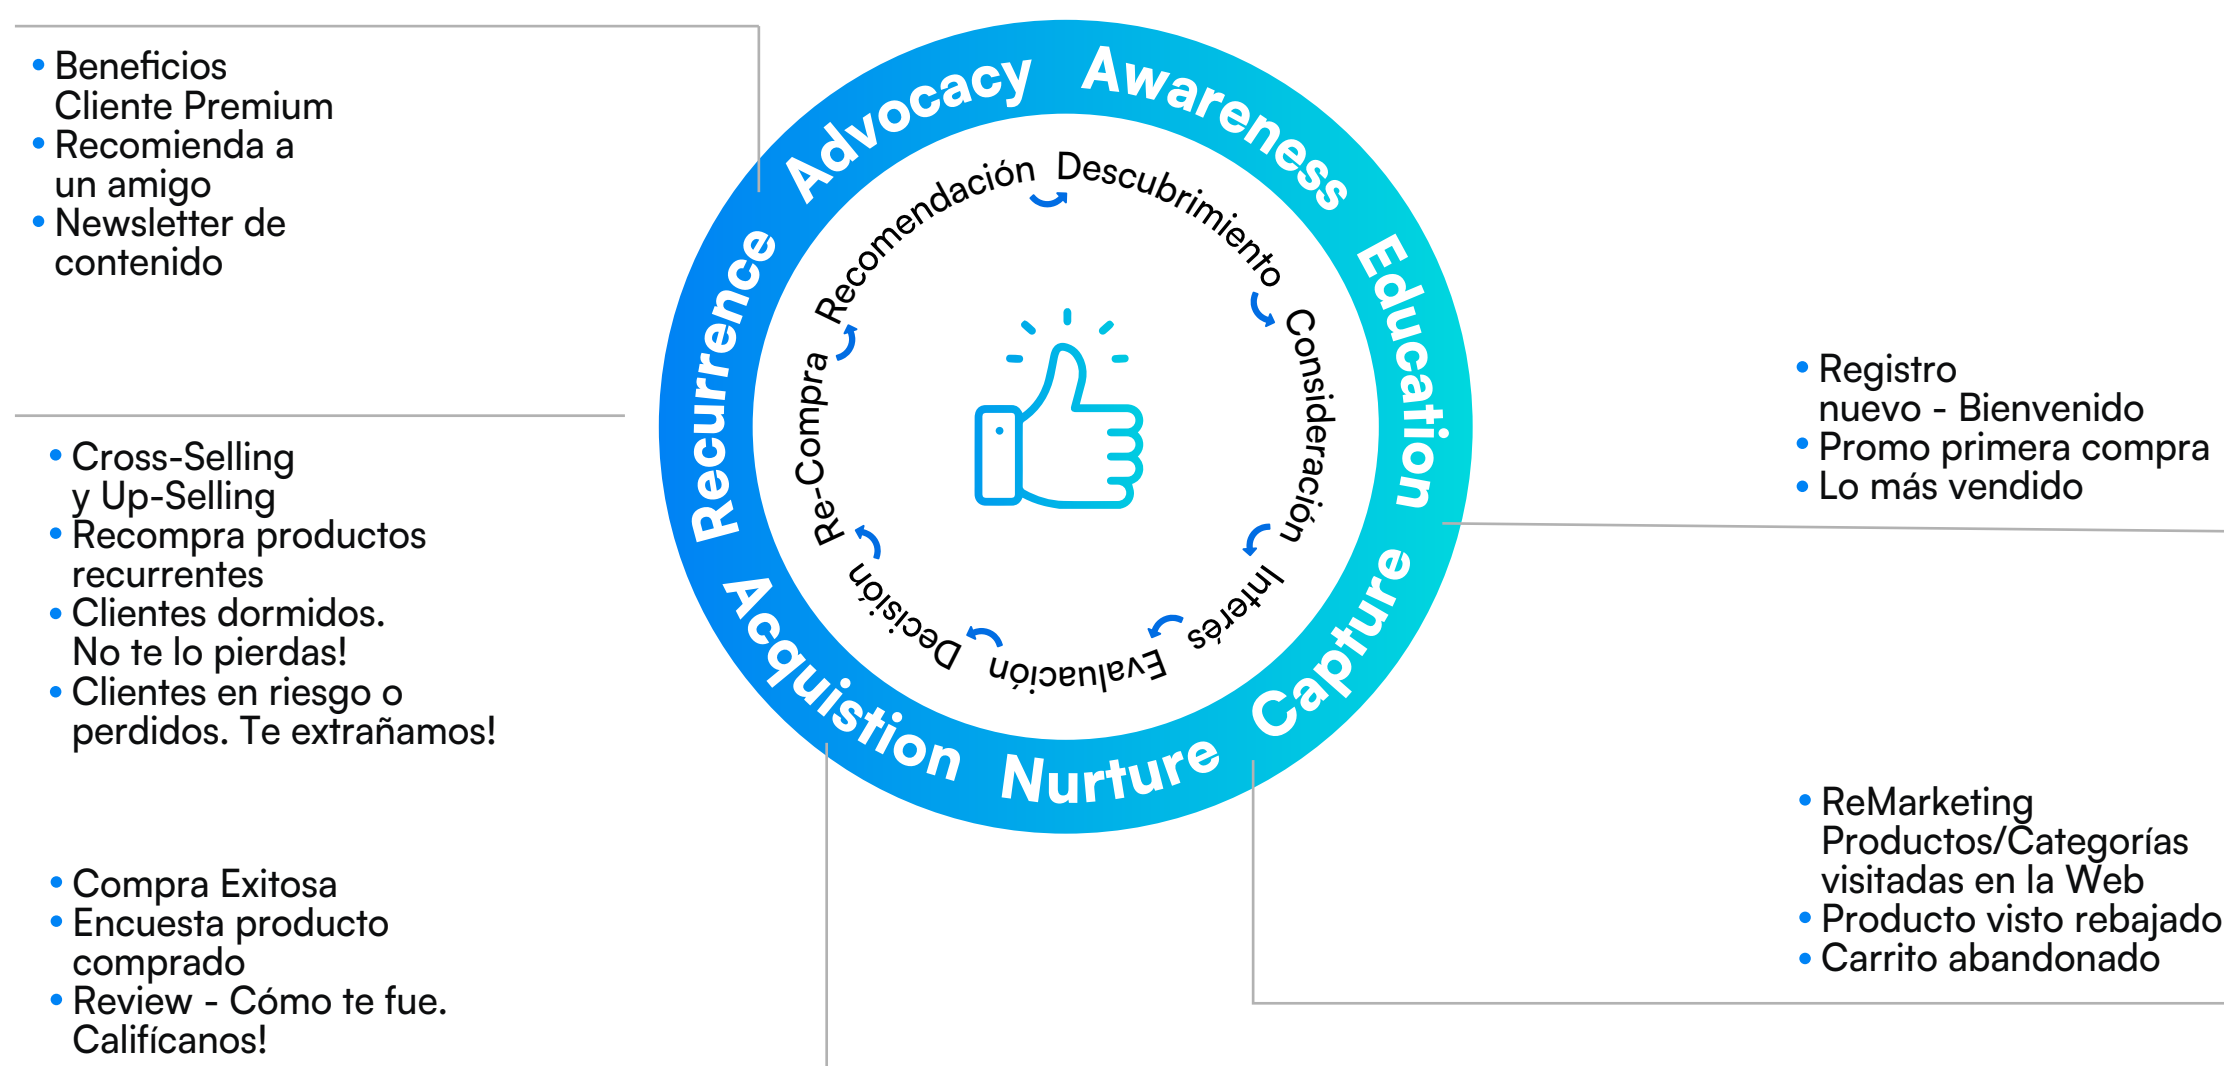 Beneficios
Cliente Premium
Recomienda a
un amigo
Newsletter de
contenido
Cross-Selling
y Up-Selling
Recompra productos
recurrentes
Clientes dormidos.
No te lo pierdas!
Clientes en riesgo o
perdidos. Te extrañamos!
Compra Exitosa
Encuesta producto
comprado
Review - Cómo te fue.
Califícanos!
Awareness
Education
Capture
Nurture
Acquistion
Recurrence
Advocacy
Descubrimiento
Consideración
Interés
Evaluación
Decisión
Re-Compra
Recomendación
Registro
nuevo - Bienvenido
Promo primera compra
Lo más vendido
ReMarketing
Productos/Categorías
visitadas en la Web
Producto visto rebajado
Carrito abandonado